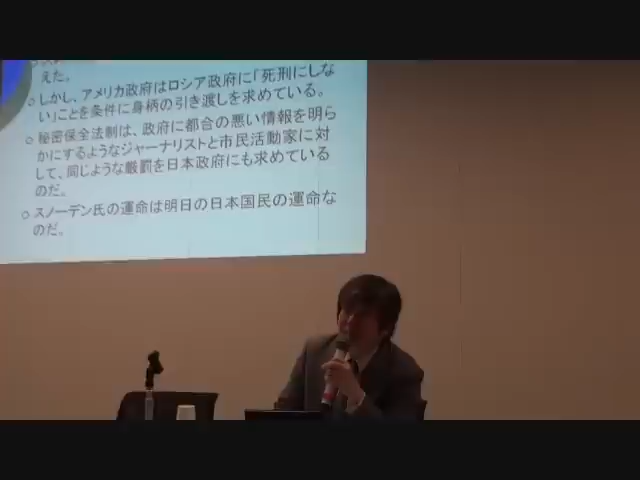 えた。
○しかし、アメリカ政府はロシア政府に「死刑にしな
い」ことを条件に身柄の引き渡しを求めている。
○秘密保全法制は、政府に都合の悪い情報を明ら
かにするようなジャーナリストと市民活動家に対
して、同じような厳罰を日本政府にも求めている
のだ。
○スノーデン氏の運命は明日の日本国民の運命な
のだ。